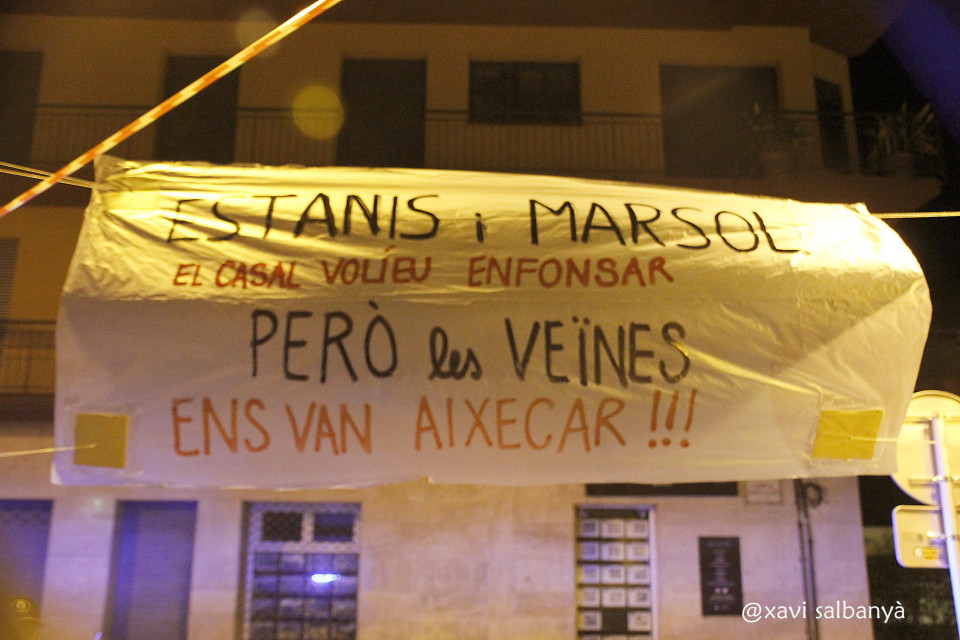 ESTANIS i MARSOL
EL CASAL VOLÍEU ENFONSAR
PERÒ les VEÏNES
ENS VAN AIXECAR !!!
@xavi salbanyà